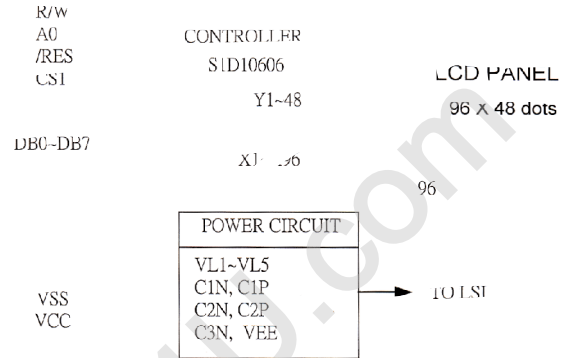 R/W
A0
/RES
CS1
CONTROLLER
S1D10606
Y1~48
LCD PANEL
96 X 48 dots
DB0~DB7
96
POWER CIRCUIT
VL1~VL5
C1N, C1P
C2N, C2P
C3N, VEE
TO LSI
VSS
VCC